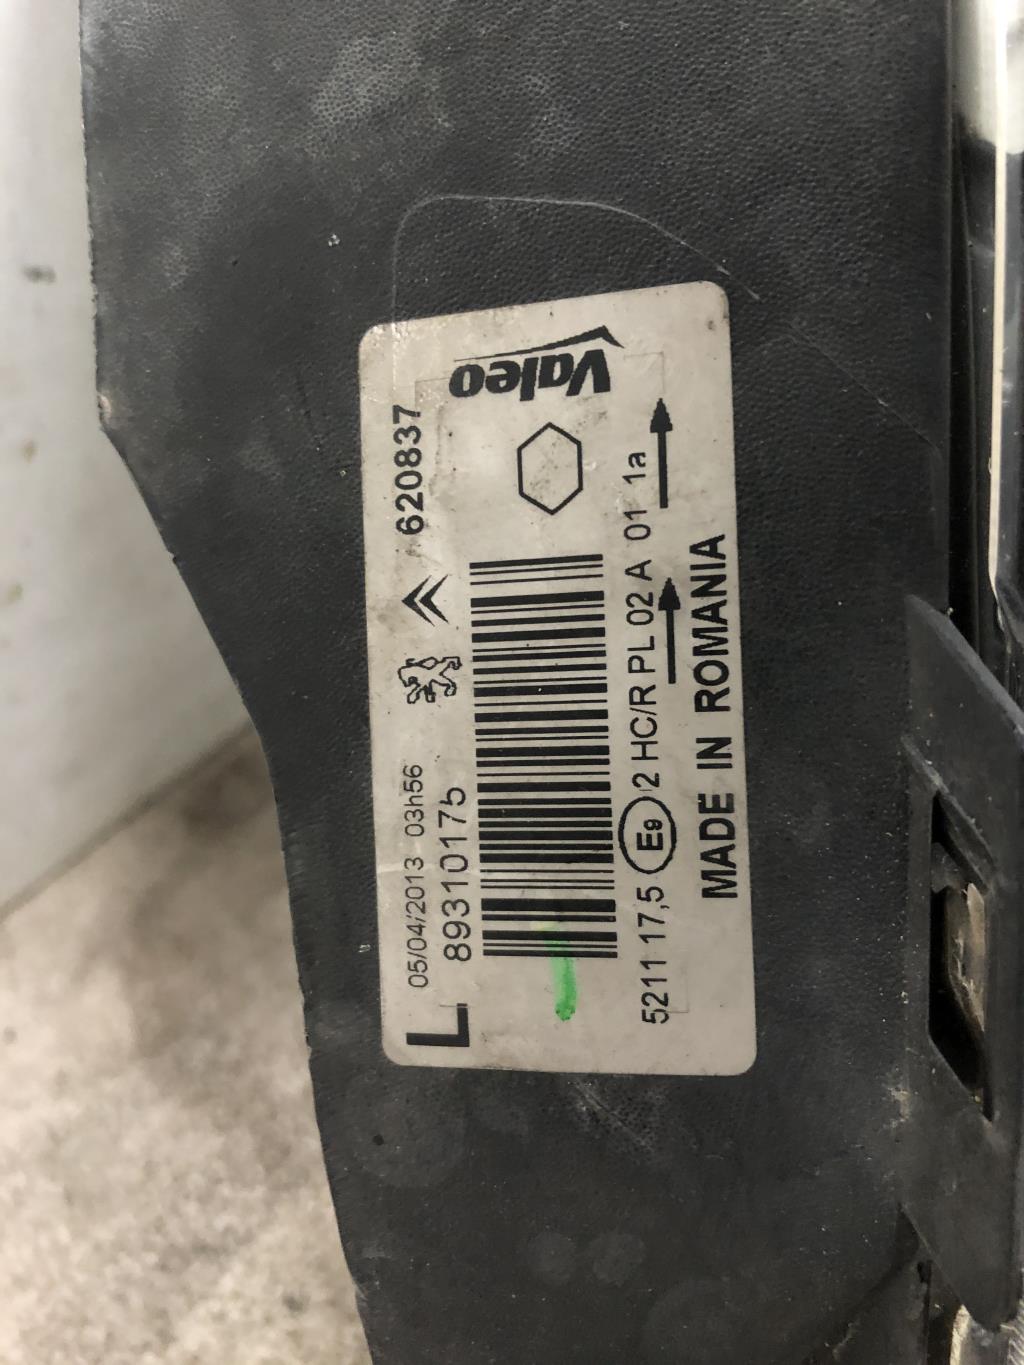 L 05/04/2013 03h56 620837
89310175
Valeo
5211 17,5 E9 2 HC/R PL 02 A 01 1a
MADE IN ROMANIA